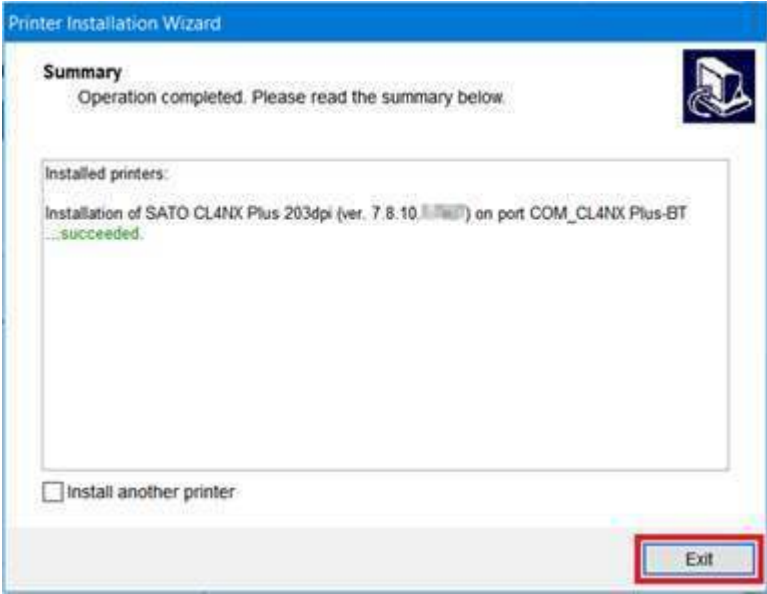 Printer Installation Wizard
Summary
Operation completed. Please read the summary below.
Installed printers:
Installation of SATO CL4NX Plus 203dpi (ver. 7.8.10. ) on port COM_CL4NX Plus-BT
...succeeded.
Install another printer
Exit